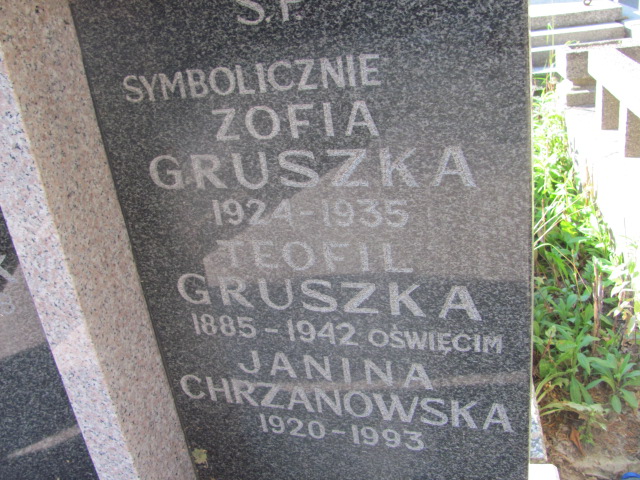 Ś.P.
SYMBOLICZNIE
ZOFIA
GRUSZKA
1924-1935
TEOFIL
GRUSZKA
1885-1942 OŚWIĘCIM
JANINA
CHRZANOWSKA
1920-1993